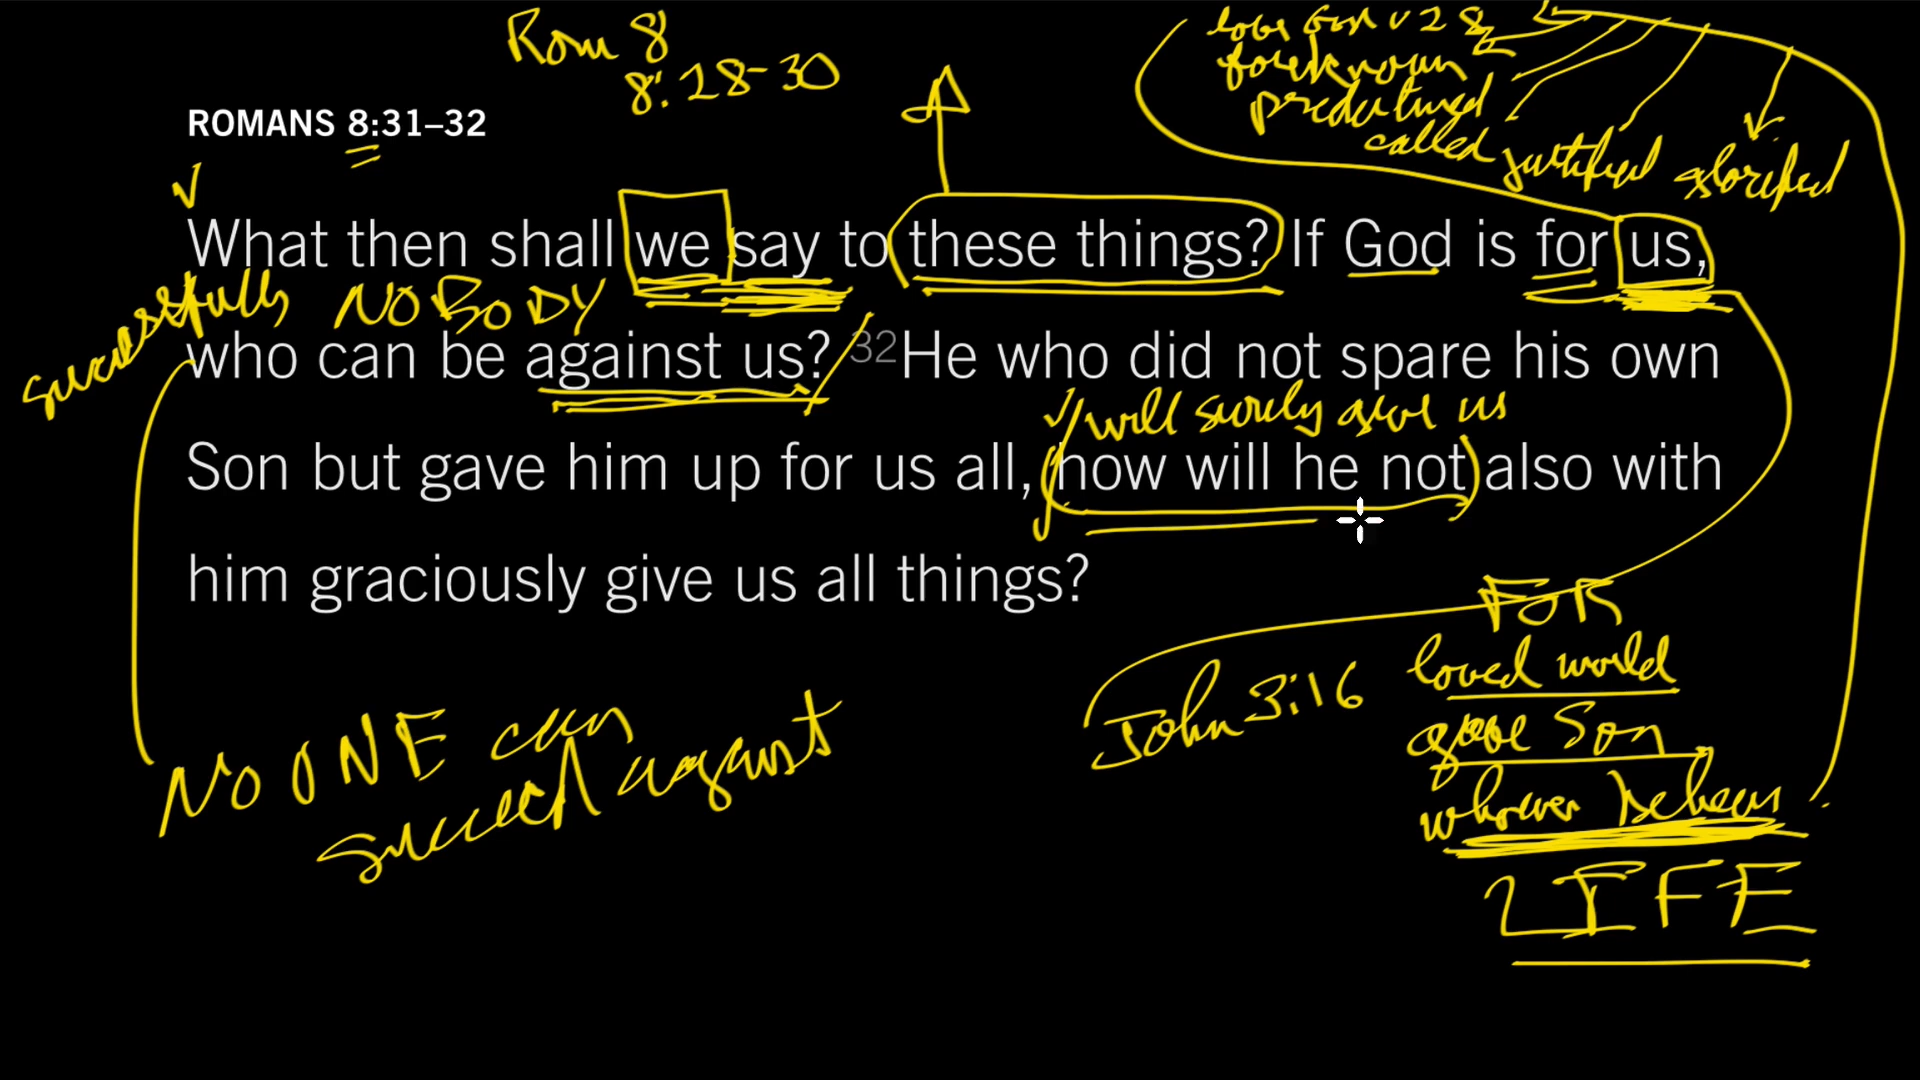 Rom 8
8:28-30
love God v 28
foreknown
predestined
called justified glorified
ROMANS 8:31–32
What then shall we say to these things? If God is for us,
successfully NOBODY
who can be against us? 32He who did not spare his own
will surely give us
Son but gave him up for us all, how will he not also with
him graciously give us all things?
FOR
loved world
John 3:16
gave Son
whoever believes
LIFE
NO ONE can
succeed against